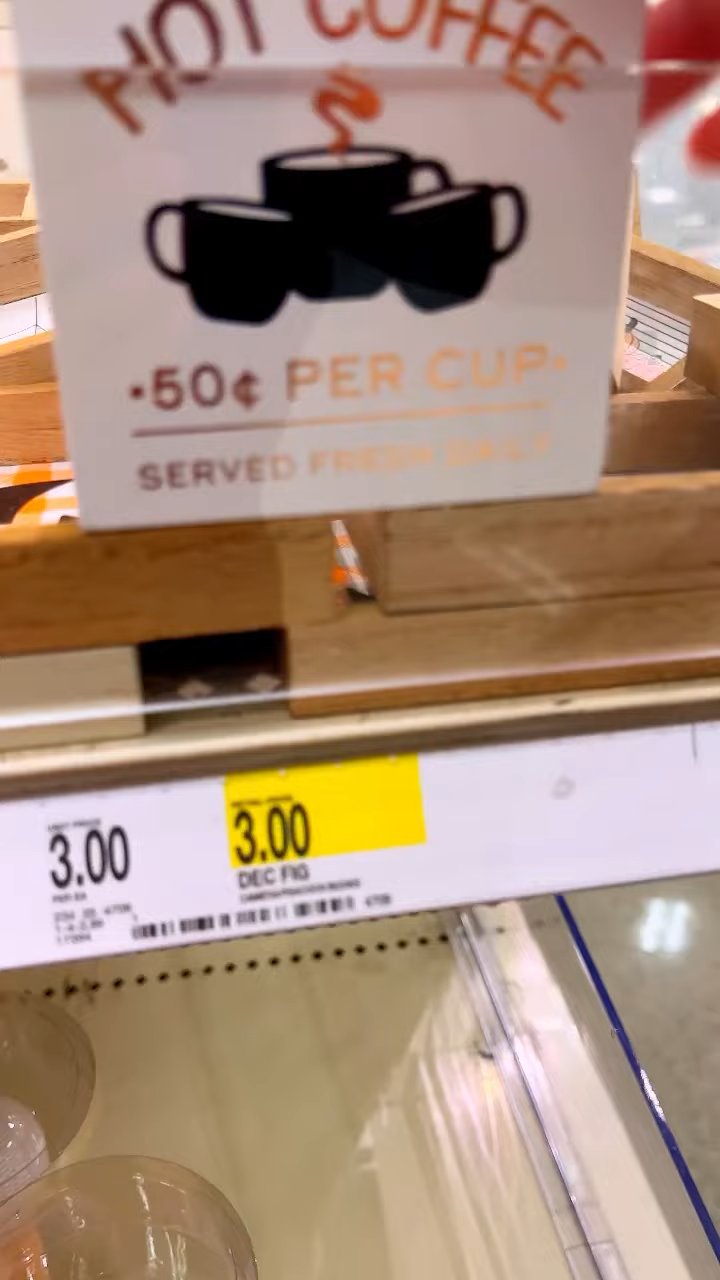 HOT COFFEE
•50¢ PER CUP•
SERVED FRESH DAILY
3.00
3.00
DEC FIG